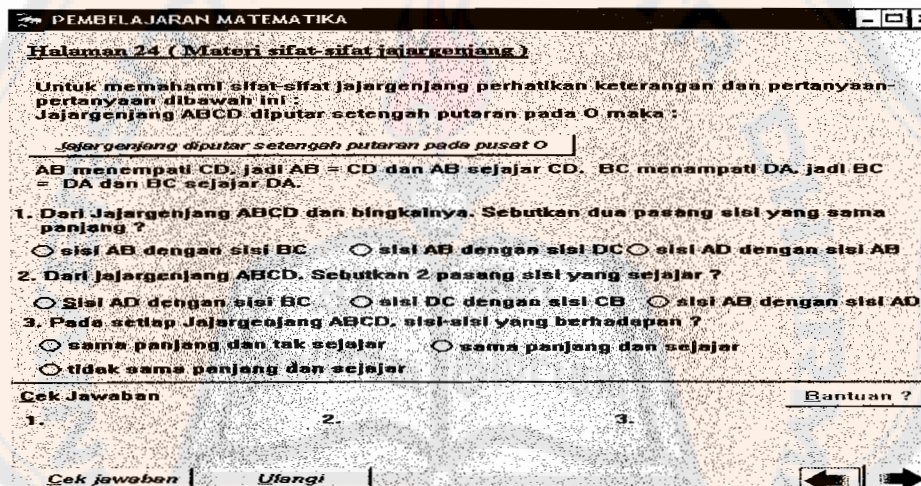 PEMBELAJARAN MATEMATIKA
Halaman 24 ( Materi sifat-sifat jajargenjang )
Untuk memahami sifat-sifat jajargenjang perhatikan keterangan dan pertanyaan-
pertanyaan dibawah ini :
Jajargenjang ABCD diputar setengah putaran pada O maka :
Jajargenjang diputar setengah putaran pada pusat O
AB menempati CD, jadi AB = CD dan AB sejajar CD. BC menampati DA. jadi BC
= DA dan BC sejajar DA.
1. Dari Jajargenjang ABCD dan bingkainya. Sebutkan dua pasang sisi yang sama
panjang ?
sisi AB dengan sisi BC sisi AB dengan sisi DC sisi AD dengan sisi AB
2. Dari jajargenjang ABCD. Sebutkan 2 pasang sisi yang sejajar ?
Sisi AD dengan sisi BC sisi DC dengan sisi CB sisi AB dengan sisi AD
3. Pada setiap Jajargenjang ABCD, sisi-sisi yang berhadapan ?
sama panjang dan tak sejajar sama panjang dan sejajar
tidak sama panjang dan sejajar
Cek Jawaban Bantuan ?
1. 2. 3.
Cek jawaban Ulangi